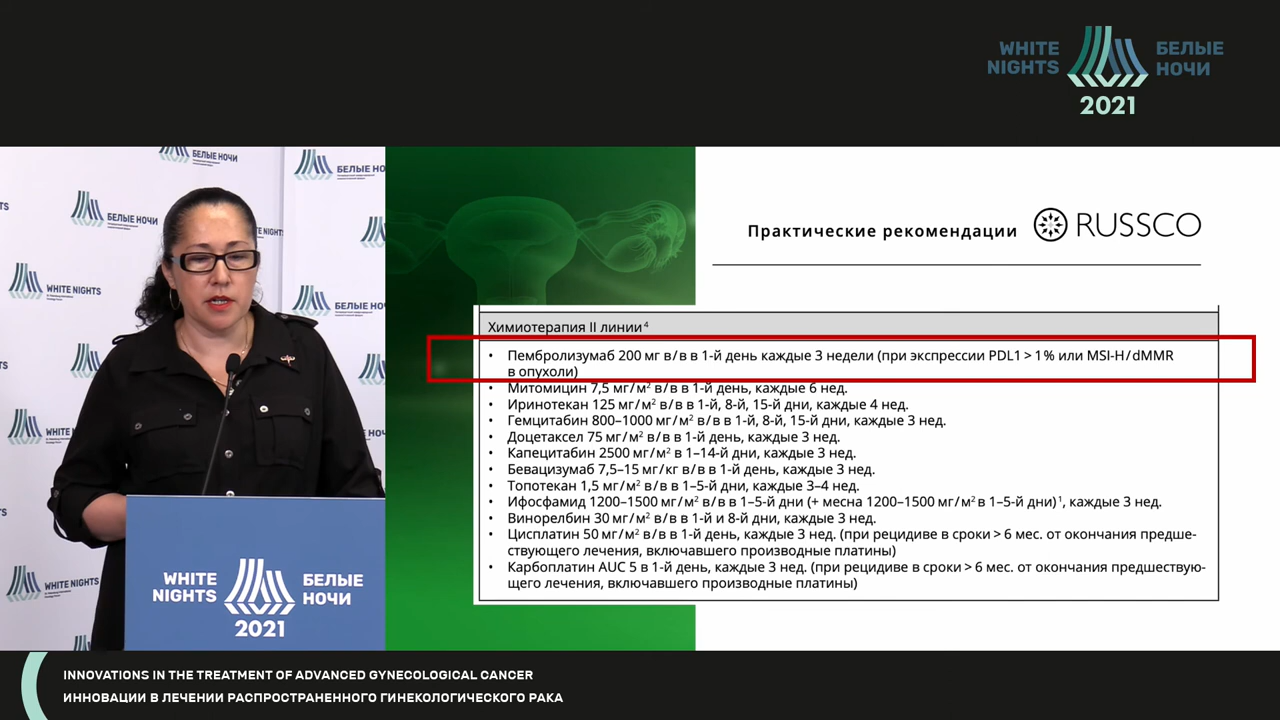 WHITE NIGHTS
БЕЛЫЕ НОЧИ
2021
БЕЛЫЕ НОЧИ
WHITE NIGHTS
WHITE NIGHTS
БЕЛЫЕ НОЧИ
2021
Практические рекомендации
RUSSCO
Химиотерапия II линии⁴
• Пембролизумаб 200 мг в/в в 1-й день каждые 3 недели (при экспрессии PDL1 > 1% или MSI-H/dMMR
в опухоли)
• Митомицин 7,5 мг/м² в/в в 1-й день, каждые 6 нед.
• Иринотекан 125 мг/м² в/в в 1-й, 8-й, 15-й дни, каждые 4 нед.
• Гемцитабин 800–1000 мг/м² в/в в 1-й, 8-й, 15-й дни, каждые 3 нед.
• Доцетаксел 75 мг/м² в/в в 1-й день, каждые 3 нед.
• Капецитабин 2500 мг/м² в 1–14-й дни, каждые 3 нед.
• Бевацизумаб 7,5–15 мг/кг в/в в 1-й день, каждые 3 нед.
• Топотекан 1,5 мг/м² в/в в 1–5-й дни, каждые 3–4 нед.
• Ифосфамид 1200–1500 мг/м² в/в в 1–5-й дни (+ месна 1200–1500 мг/м² в 1–5-й дни)¹, каждые 3 нед.
• Винорелбин 30 мг/м² в/в в 1-й и 8-й дни, каждые 3 нед.
• Цисплатин 50 мг/м² в/в в 1-й день, каждые 3 нед. (при рецидиве в сроки > 6 мес. от окончания предше-
ствующего лечения, включавшего производные платины)
• Карбоплатин AUC 5 в 1-й день, каждые 3 нед. (при рецидиве в сроки > 6 мес. от окончания предшествую-
щего лечения, включавшего производные платины)
INNOVATIONS IN THE TREATMENT OF ADVANCED GYNECOLOGICAL CANCER
ИННОВАЦИИ В ЛЕЧЕНИИ РАСПРОСТРАНЕННОГО ГИНЕКОЛОГИЧЕСКОГО РАКА